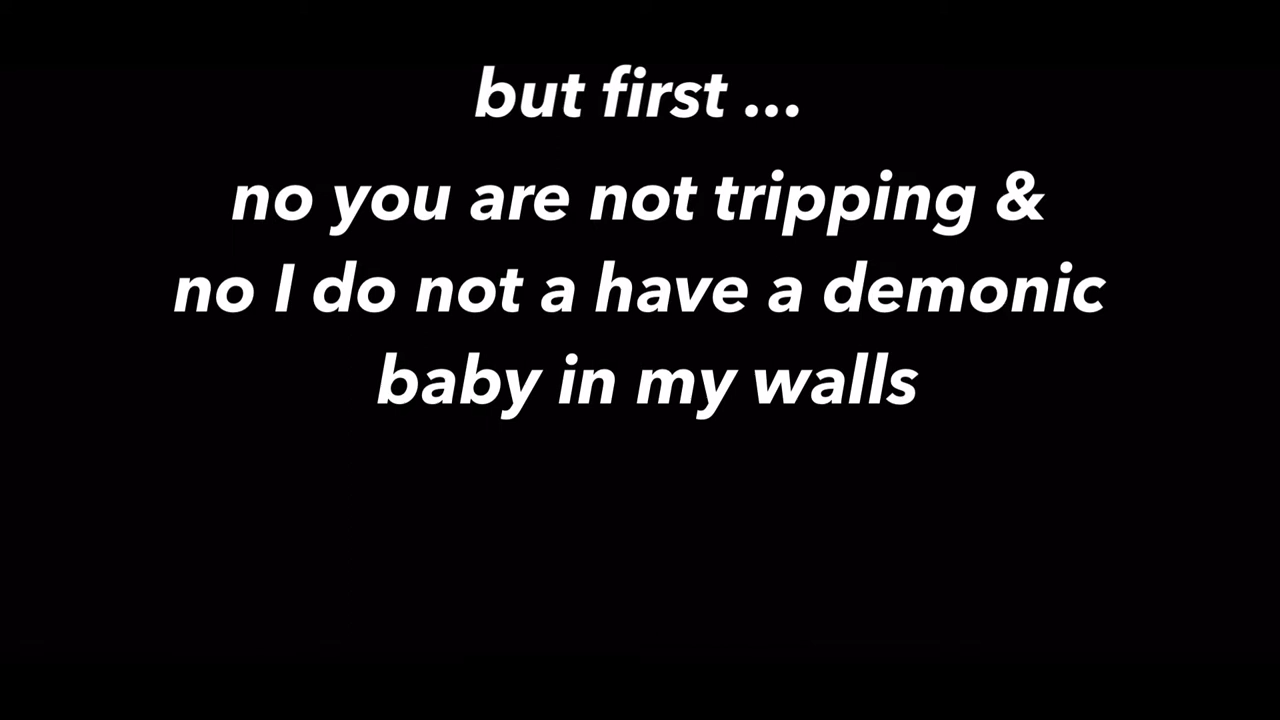 but first ...
no you are not tripping &
no I do not a have a demonic
baby in my walls